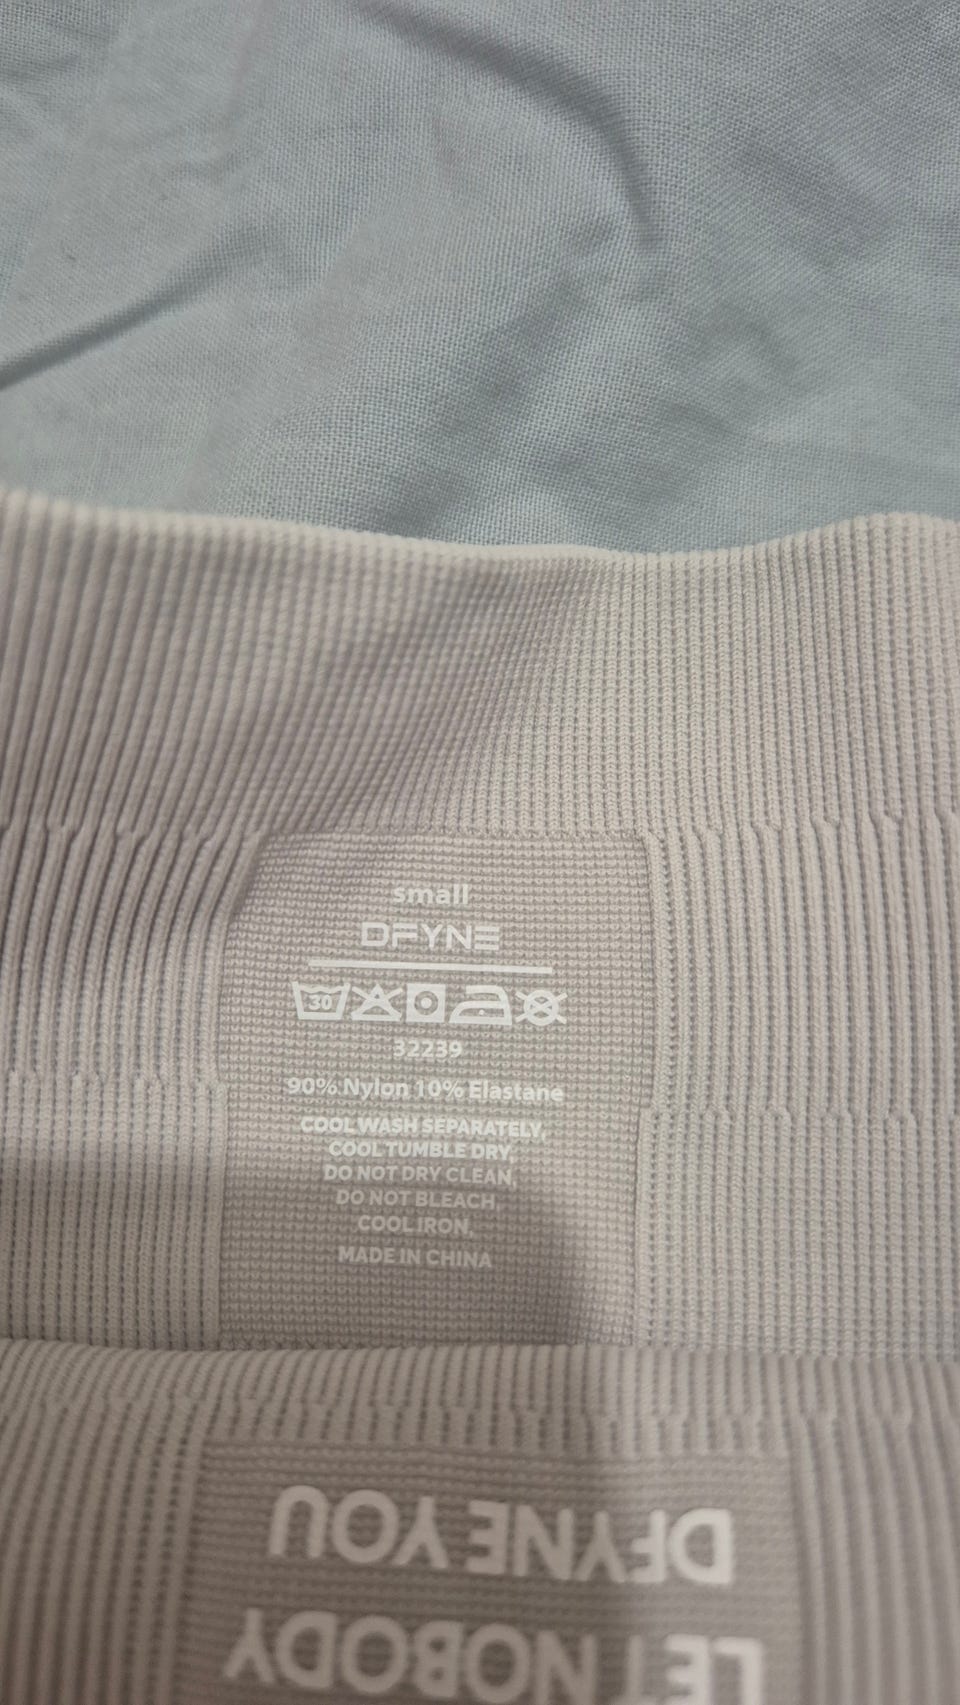 small
DFYNE
30
32239
90% Nylon 10% Elastane
COOL WASH SEPARATELY,
COOL TUMBLE DRY,
DO NOT DRY CLEAN,
DO NOT BLEACH,
COOL IRON,
MADE IN CHINA
LET NOBODY
DFYNE YOU